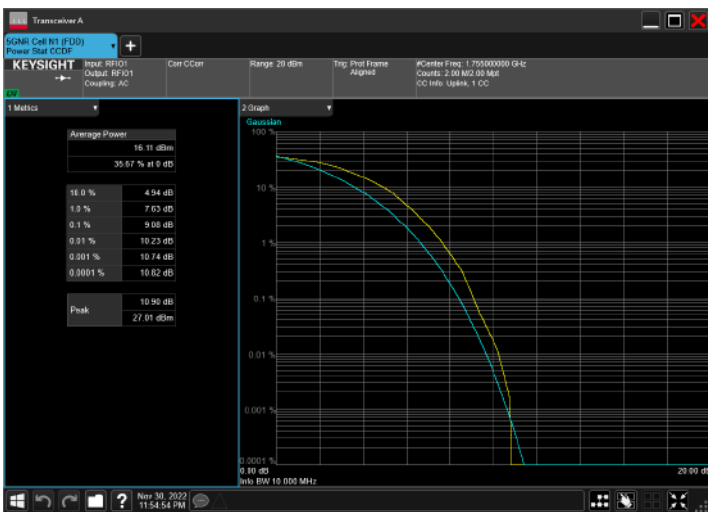 Transceiver A
5GNR Cell N1 (FDD)
Power Stat CCDF
KEYSIGHT
Input: RFIO1
Output: RFIO1
Coupling: AC
Corr CCorr
Range: 20 dBm
Trig: Prot Frame
Aligned
#Center Freq: 1.755000000 GHz
Counts: 2.00 M/2.00 Mpt
CC Info: Uplink, 1 CC
1 Metrics
Average Power
16.11 dBm
35.67 % at 0 dB
10.0 % 4.94 dB
1.0 % 7.63 dB
0.1 % 9.08 dB
0.01 % 10.23 dB
0.001 % 10.74 dB
0.0001 % 10.82 dB
Peak
10.90 dB
27.01 dBm
2 Graph
Gaussian
100 %
10 %
1 %
0.1 %
0.01 %
0.001 %
0.0001 %
0.00 dB
20.00 dB
Info BW 10.000 MHz
?
Nov 30, 2022
11:54:54 PM